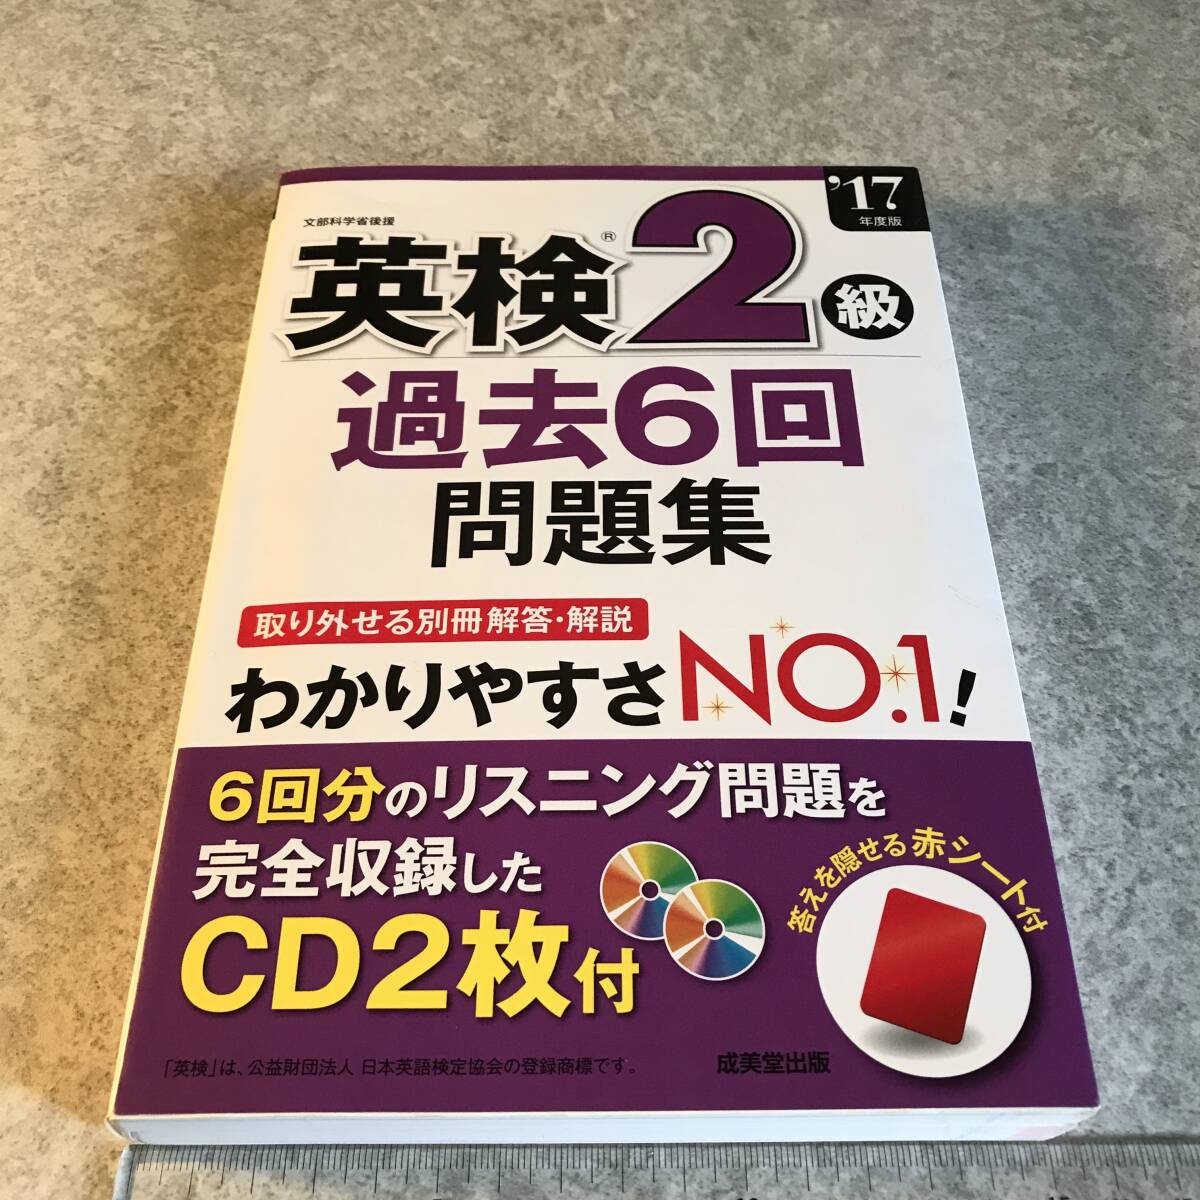 '17
年度版
文部科学省後援
英検®2級
過去6回
問題集
取り外せる別冊解答・解説
わかりやすさNO.1!
6回分のリスニング問題を
完全収録した
CD2枚付
答えを隠せる赤シート付
「英検」は、公益財団法人 日本英語検定協会の登録商標です。
成美堂出版